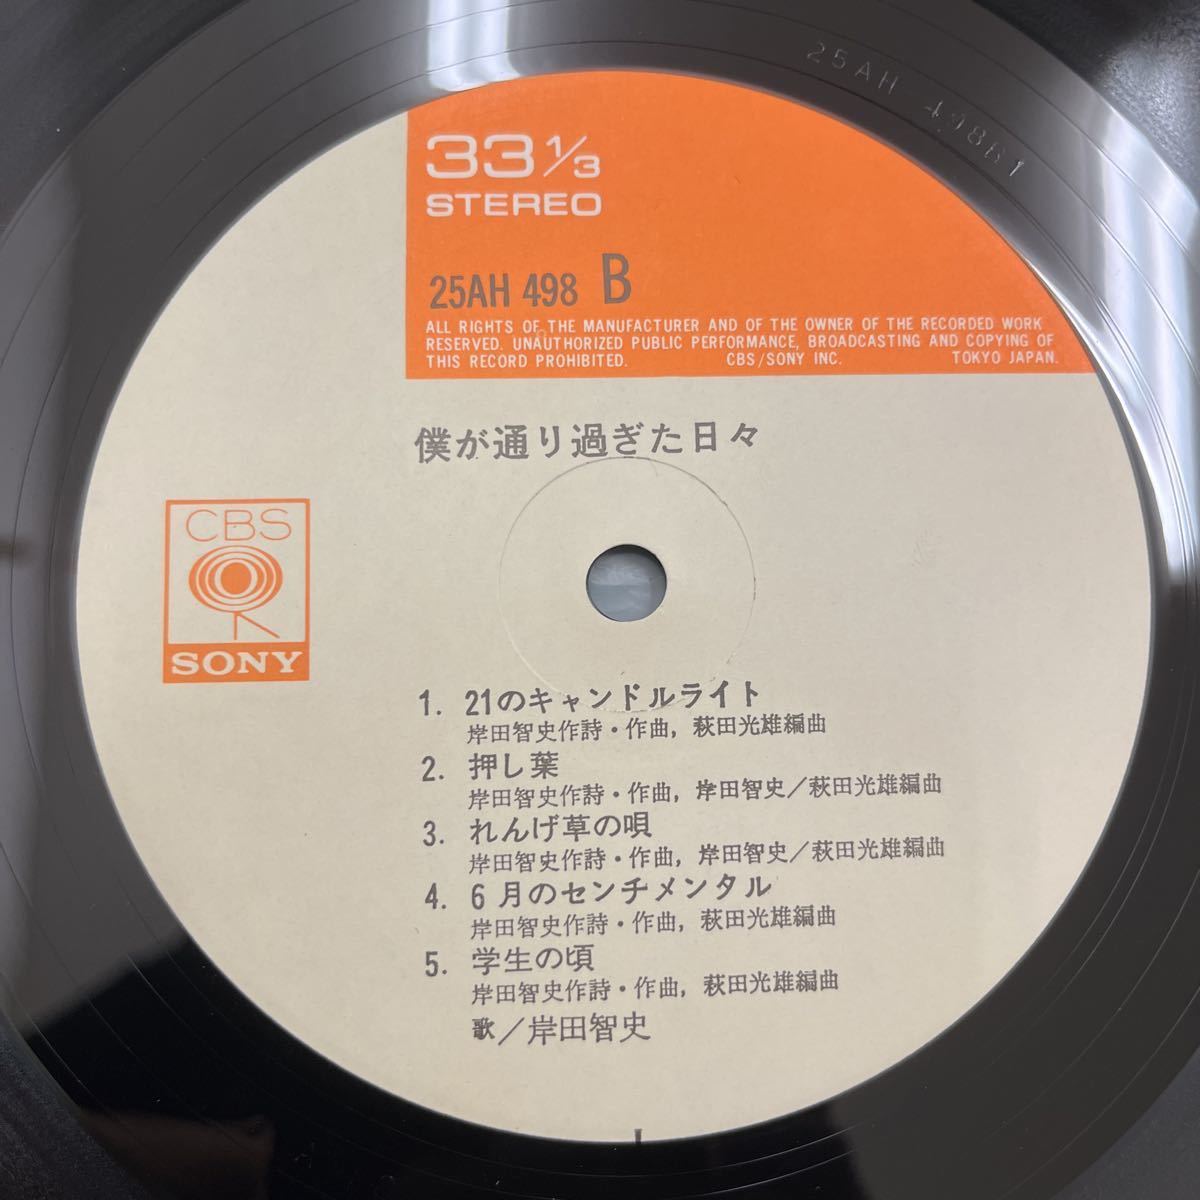 25AH 498B1
33 1/3
STEREO
25AH 498 B
ALL RIGHTS OF THE MANUFACTURER AND OF THE OWNER OF THE RECORDED WORK
RESERVED. UNAUTHORIZED PUBLIC PERFORMANCE, BROADCASTING AND COPYING OF
THIS RECORD PROHIBITED. CBS/SONY INC. TOKYO JAPAN.
僕が通り過ぎた日々
CBS
SONY
1. 21のキャンドルライト
岸田智史作詩・作曲, 萩田光雄編曲
2. 押し葉
岸田智史作詩・作曲, 岸田智史／萩田光雄編曲
3. れんげ草の唄
岸田智史作詩・作曲, 岸田智史／萩田光雄編曲
4. 6月のセンチメンタル
岸田智史作詩・作曲, 萩田光雄編曲
5. 学生の頃
岸田智史作詩・作曲, 萩田光雄編曲
歌／岸田智史